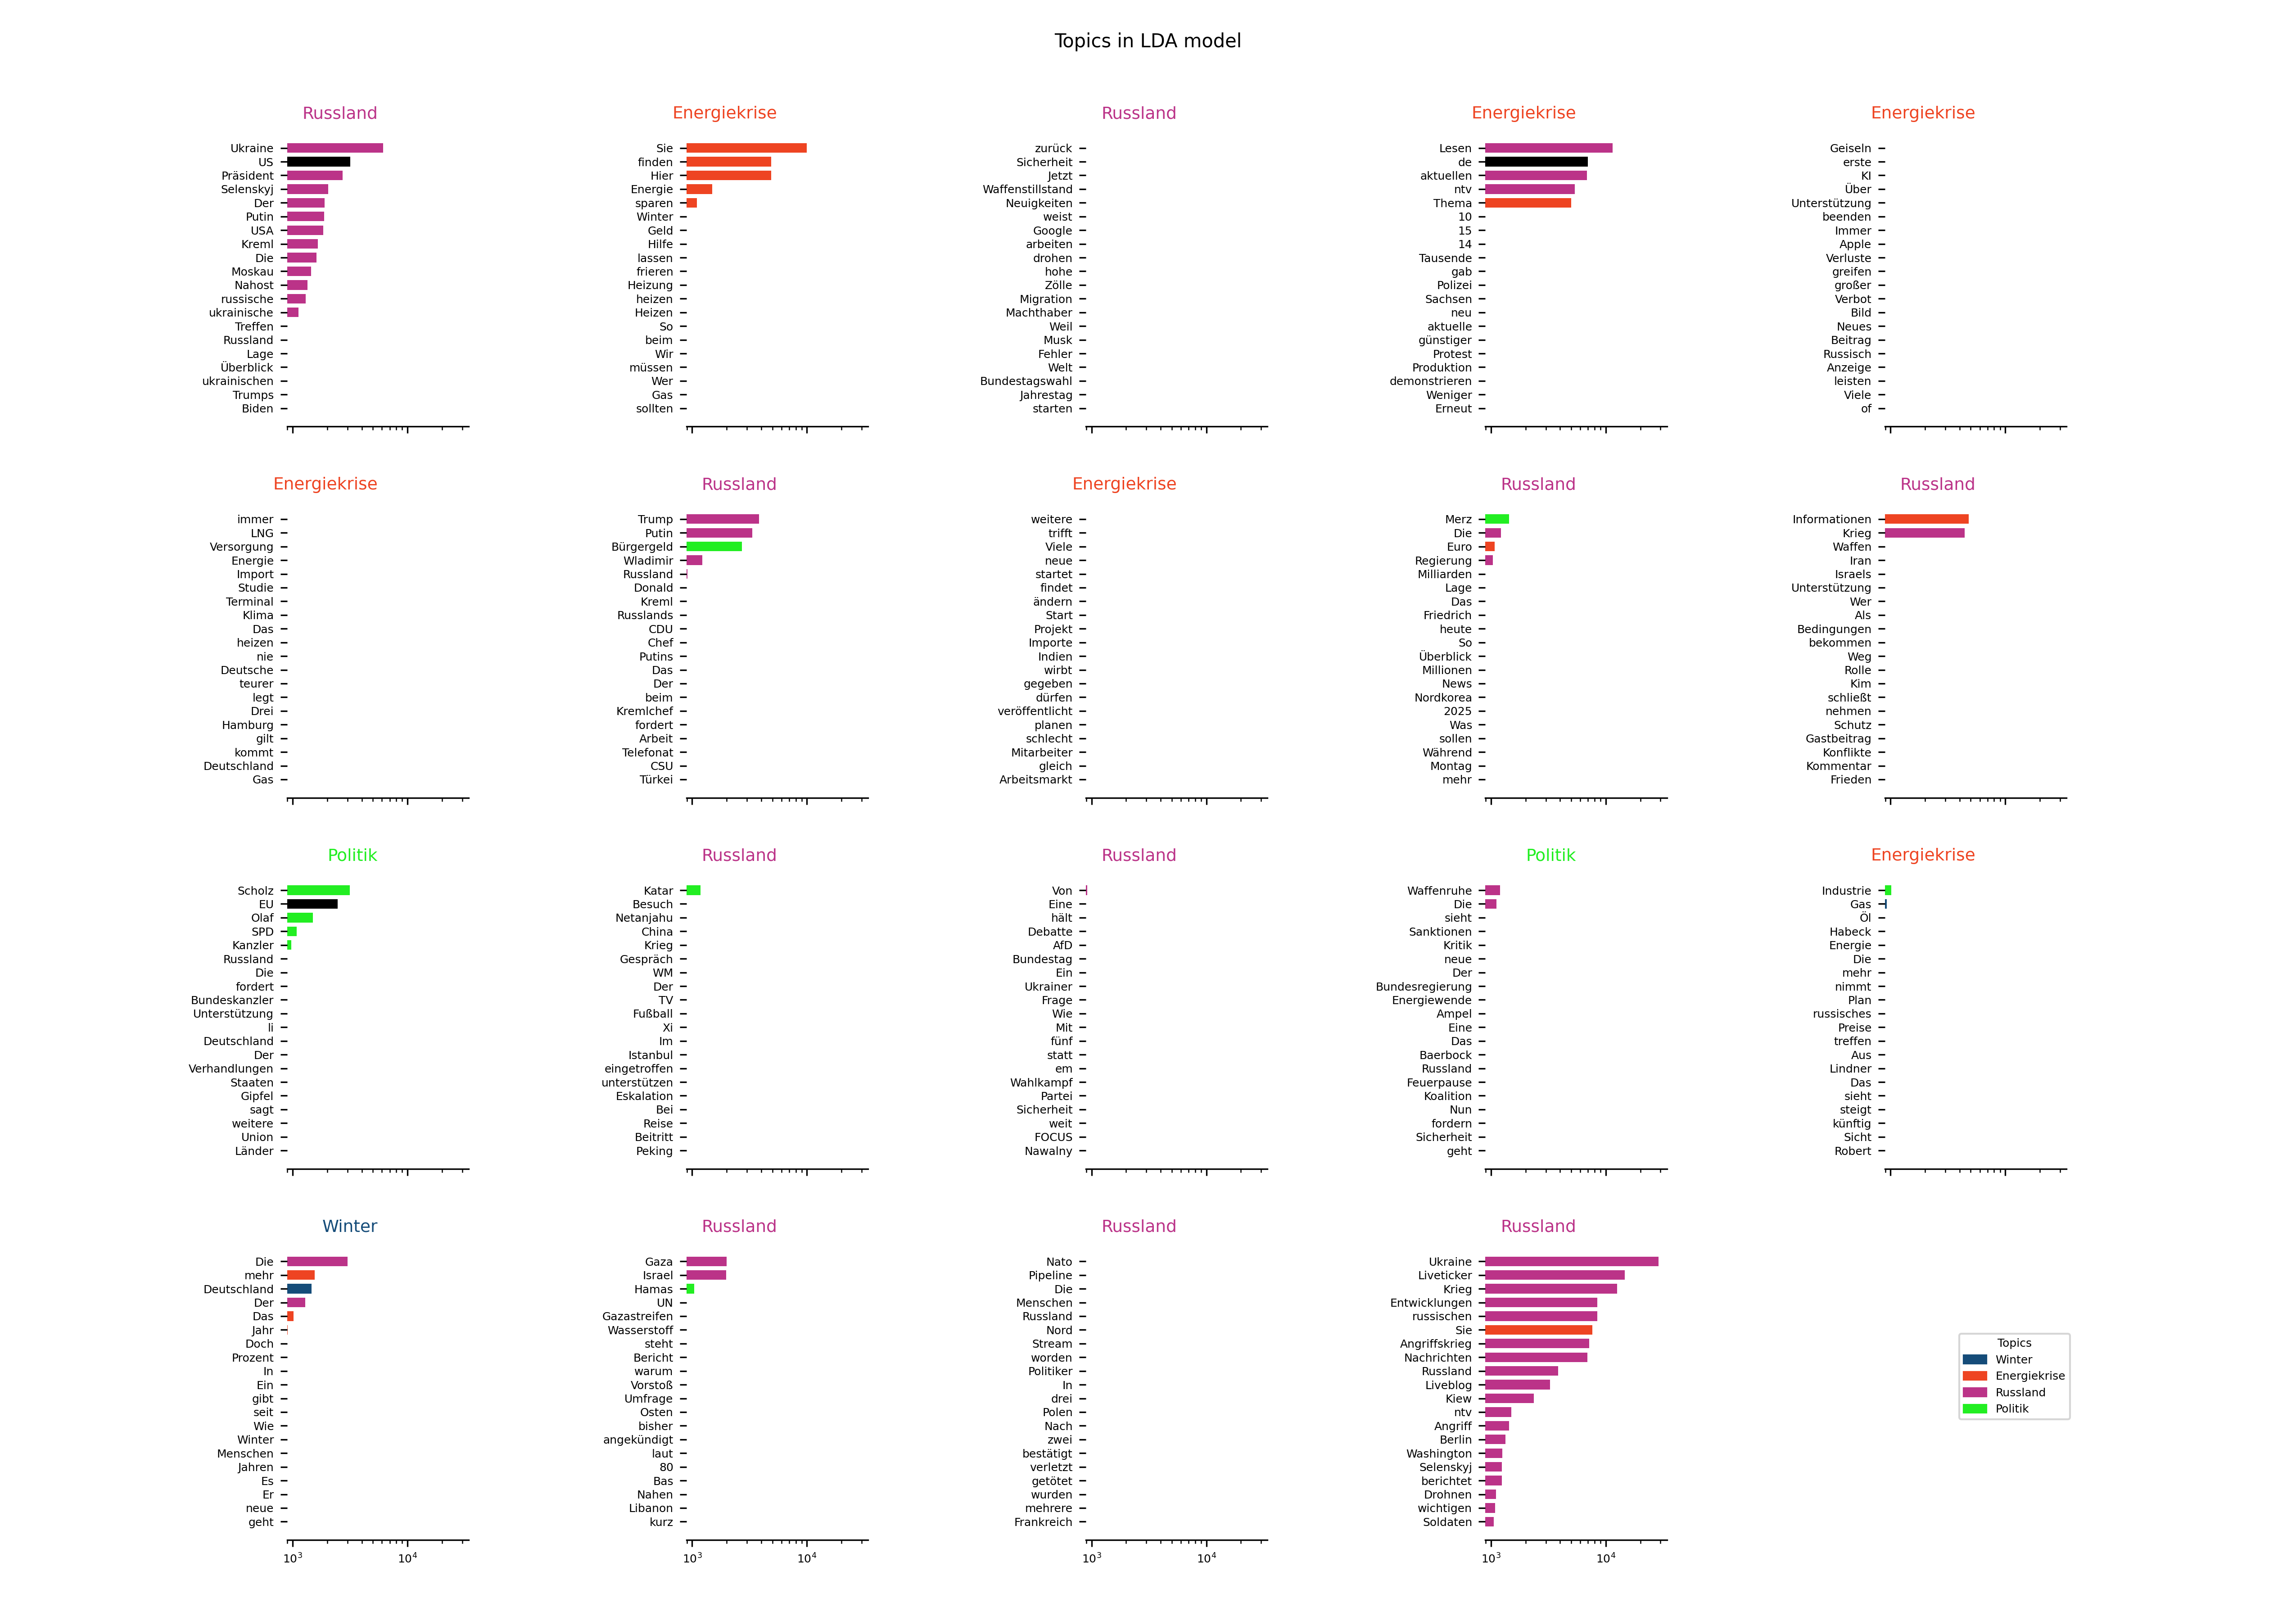 Topics in LDA model
Russland
Ukraine
US
Präsident
Selenskyj
Der
Putin
USA
Kreml
Die
Moskau
Nahost
russische
ukrainische
Treffen
Russland
Lage
Überblick
ukrainischen
Trumps
Biden
Energiekrise
Sie
finden
Hier
Energie
sparen
Winter
Geld
Hilfe
lassen
frieren
Heizung
heizen
Heizen
So
beim
Wir
müssen
Wer
Gas
sollten
Russland
zurück
Sicherheit
Jetzt
Waffenstillstand
Neuigkeiten
weist
Google
arbeiten
drohen
hohe
Zölle
Migration
Machthaber
Weil
Musk
Fehler
Welt
Bundestagswahl
Jahrestag
starten
Energiekrise
Lesen
de
aktuellen
ntv
Thema
10
15
14
Tausende
gab
Polizei
Sachsen
neu
aktuelle
günstiger
Protest
Produktion
demonstrieren
Weniger
Erneut
Energiekrise
Geiseln
erste
KI
Über
Unterstützung
beenden
Immer
Apple
Verluste
greifen
großer
Verbot
Bild
Neues
Beitrag
Russisch
Anzeige
leisten
Viele
of
Energiekrise
immer
LNG
Versorgung
Energie
Import
Studie
Terminal
Klima
Das
heizen
nie
Deutsche
teurer
legt
Drei
Hamburg
gilt
kommt
Deutschland
Gas
Russland
Trump
Putin
Bürgergeld
Wladimir
Russland
Donald
Kreml
Russlands
CDU
Chef
Putins
Das
Der
beim
Kremlchef
fordert
Arbeit
Telefonat
CSU
Türkei
Energiekrise
weitere
trifft
Viele
neue
startet
findet
ändern
Start
Projekt
Importe
Indien
wirbt
gegeben
dürfen
veröffentlicht
planen
schlecht
Mitarbeiter
gleich
Arbeitsmarkt
Russland
Merz
Die
Euro
Regierung
Milliarden
Lage
Das
Friedrich
heute
So
Überblick
Millionen
News
Nordkorea
2025
Was
sollen
Während
Montag
mehr
Russland
Informationen
Krieg
Waffen
Iran
Israels
Unterstützung
Wer
Als
Bedingungen
bekommen
Weg
Rolle
Kim
schließt
nehmen
Schutz
Gastbeitrag
Konflikte
Kommentar
Frieden
Politik
Scholz
EU
Olaf
SPD
Kanzler
Russland
Die
fordert
Bundeskanzler
Unterstützung
li
Deutschland
Der
Verhandlungen
Staaten
Gipfel
sagt
weitere
Union
Länder
Russland
Katar
Besuch
Netanjahu
China
Krieg
Gespräch
WM
Der
TV
Fußball
Xi
Im
Istanbul
eingetroffen
unterstützen
Eskalation
Bei
Reise
Beitritt
Peking
Russland
Von
Eine
hält
Debatte
AfD
Bundestag
Ein
Ukrainer
Frage
Wie
Mit
fünf
statt
em
Wahlkampf
Partei
Sicherheit
weit
FOCUS
Nawalny
Politik
Waffenruhe
Die
sieht
Sanktionen
Kritik
neue
Der
Bundesregierung
Energiewende
Ampel
Eine
Das
Baerbock
Russland
Feuerpause
Koalition
Nun
fordern
Sicherheit
geht
Energiekrise
Industrie
Gas
Öl
Habeck
Energie
Die
mehr
nimmt
Plan
russisches
Preise
treffen
Aus
Lindner
Das
sieht
steigt
künftig
Sicht
Robert
Winter
Die
mehr
Deutschland
Der
Das
Jahr
Doch
Prozent
In
Ein
gibt
seit
Wie
Winter
Menschen
Jahren
Es
Er
neue
geht
10³ 10⁴
Russland
Gaza
Israel
Hamas
UN
Gazastreifen
Wasserstoff
steht
Bericht
warum
Vorstoß
Umfrage
Osten
bisher
angekündigt
laut
80
Bas
Nahen
Libanon
kurz
10³ 10⁴
Russland
Nato
Pipeline
Die
Menschen
Russland
Nord
Stream
worden
Politiker
In
drei
Polen
Nach
zwei
bestätigt
verletzt
getötet
wurden
mehrere
Frankreich
10³ 10⁴
Russland
Ukraine
Liveticker
Krieg
Entwicklungen
russischen
Sie
Angriffskrieg
Nachrichten
Russland
Liveblog
Kiew
ntv
Angriff
Berlin
Washington
Selenskyj
berichtet
Drohnen
wichtigen
Soldaten
10³ 10⁴
Topics
Winter
Energiekrise
Russland
Politik